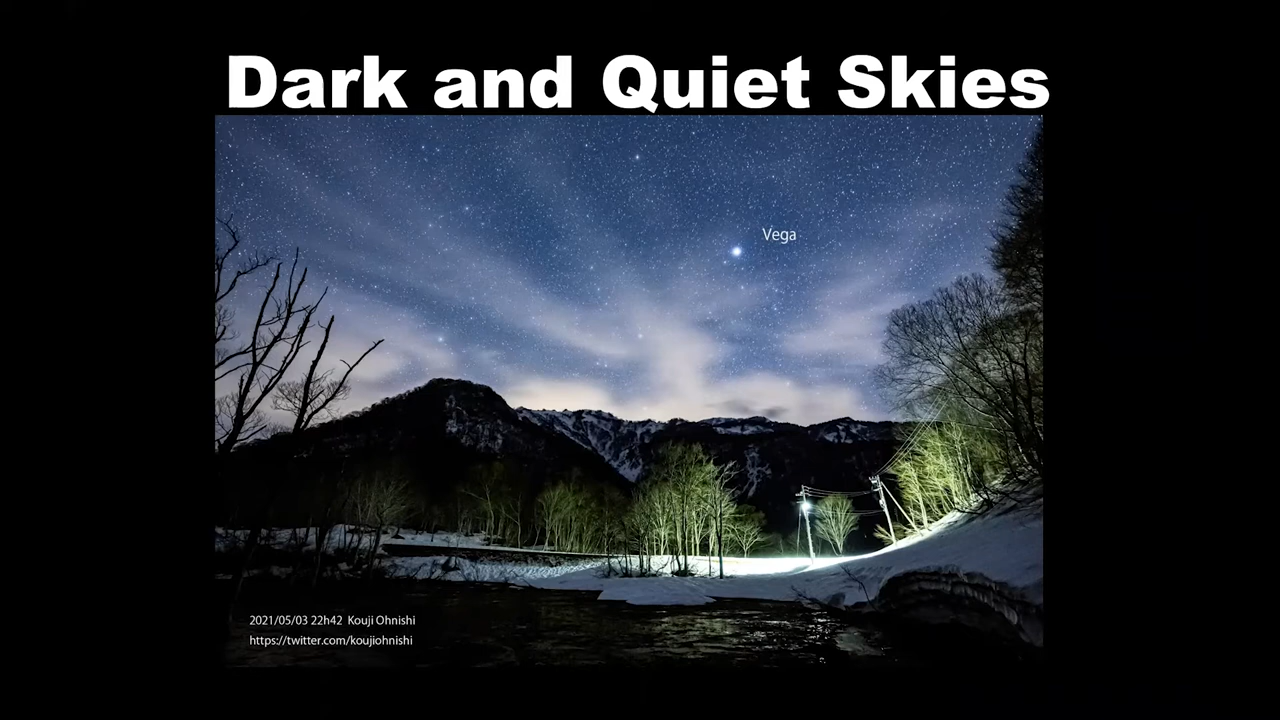 Dark and Quiet Skies
Vega
2021/05/03 22h42 Kouji Ohnishi
https://twitter.com/koujiohnishi